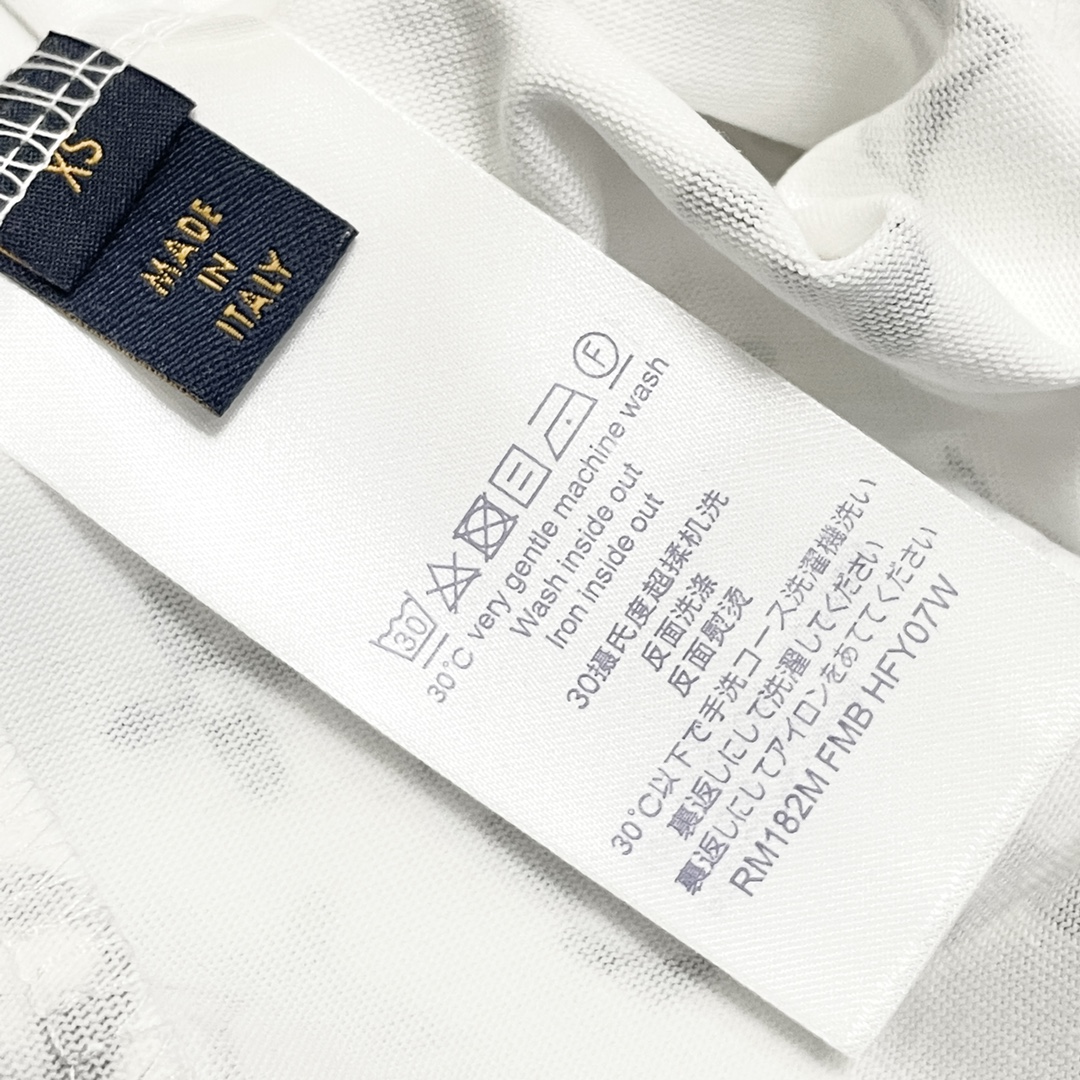 XS
MADE
IN
ITALY
30
F
30°C very gentle machine wash
Wash inside out
Iron inside out
30攝氏度超揉机洗
反面洗涤
反面熨烫
30°C以下で手洗コース洗濯機洗い
裏返しにして洗濯してください
裏返しにしてアイロンをあててください
RM182M FMB HFY07W